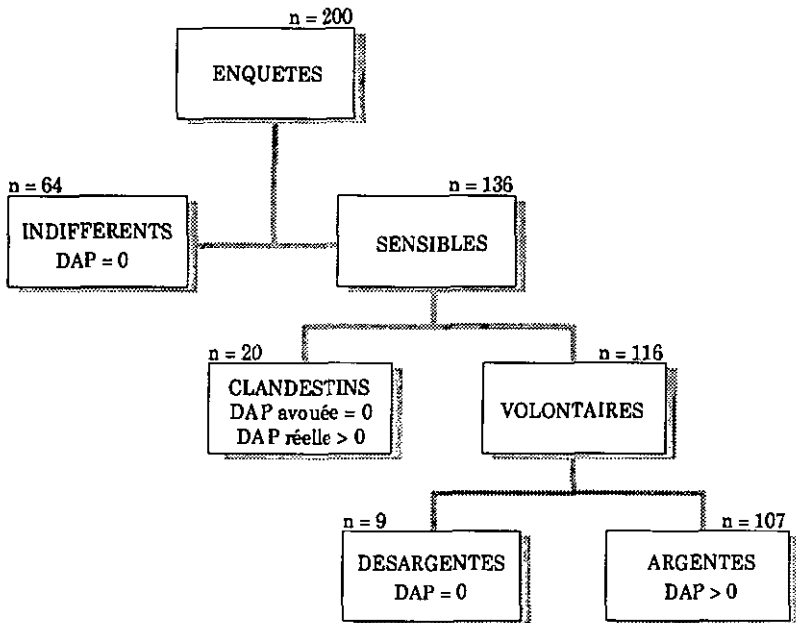 n = 200
ENQUETES
n = 64
INDIFFERENTS
DAP = 0
n = 136
SENSIBLES
n = 20
CLANDESTINS
DAP avouée = 0
DAP réelle > 0
n = 116
VOLONTAIRES
n = 9
DESARGENTES
DAP = 0
n = 107
ARGENTES
DAP > 0